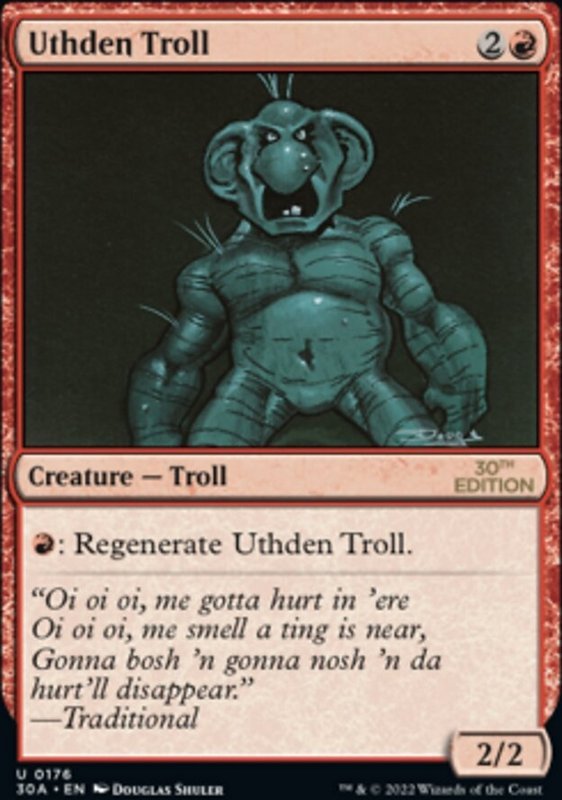 Uthden Troll 2
Creature — Troll
30TH
EDITION
: Regenerate Uthden Troll.
“Oi oi oi, me gotta hurt in ’ere
Oi oi oi, me smell a ting is near,
Gonna bosh ’n gonna nosh ’n da
hurt’ll disappear.”
—Traditional
2/2
U 0176
30A • EN Douglas Shuler
™ & © 2022 Wizards of the Coast